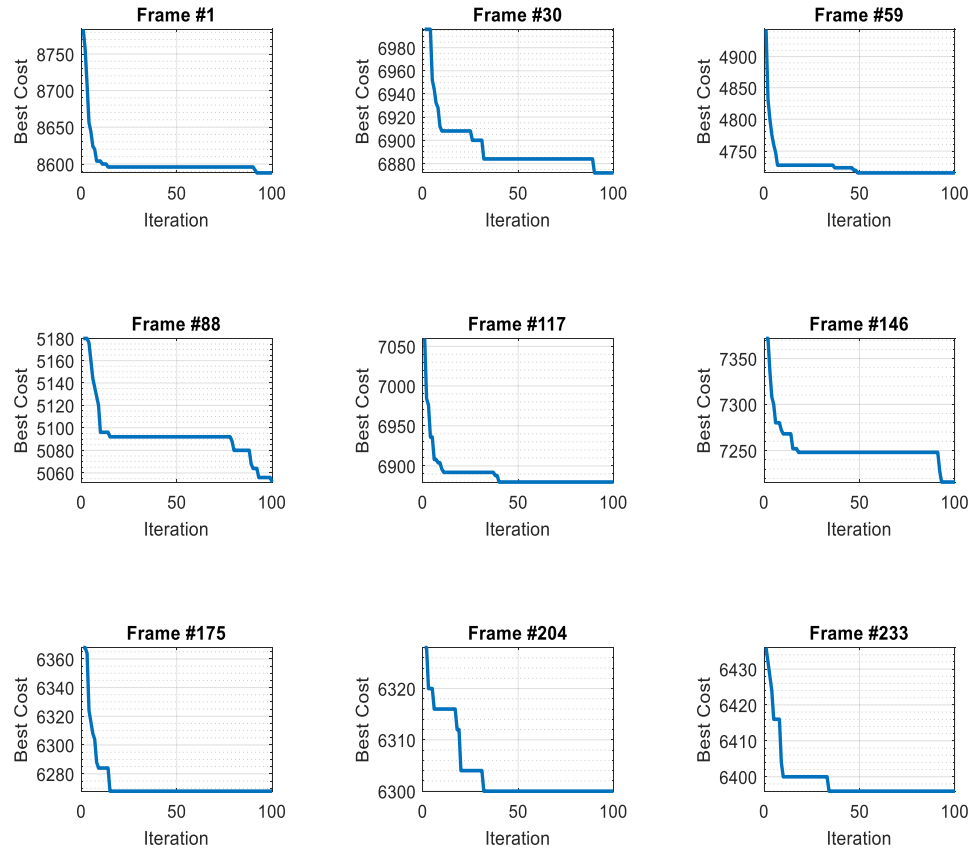 Frame #1
Best Cost
8750
8700
8650
8600
0 50 100
Iteration
Frame #30
Best Cost
6980
6960
6940
6920
6900
6880
0 50 100
Iteration
Frame #59
Best Cost
4900
4850
4800
4750
0 50 100
Iteration
Frame #88
Best Cost
5180
5160
5140
5120
5100
5080
5060
0 50 100
Iteration
Frame #117
Best Cost
7050
7000
6950
6900
0 50 100
Iteration
Frame #146
Best Cost
7350
7300
7250
0 50 100
Iteration
Frame #175
Best Cost
6360
6340
6320
6300
6280
0 50 100
Iteration
Frame #204
Best Cost
6320
6310
6300
0 50 100
Iteration
Frame #233
Best Cost
6430
6420
6410
6400
0 50 100
Iteration